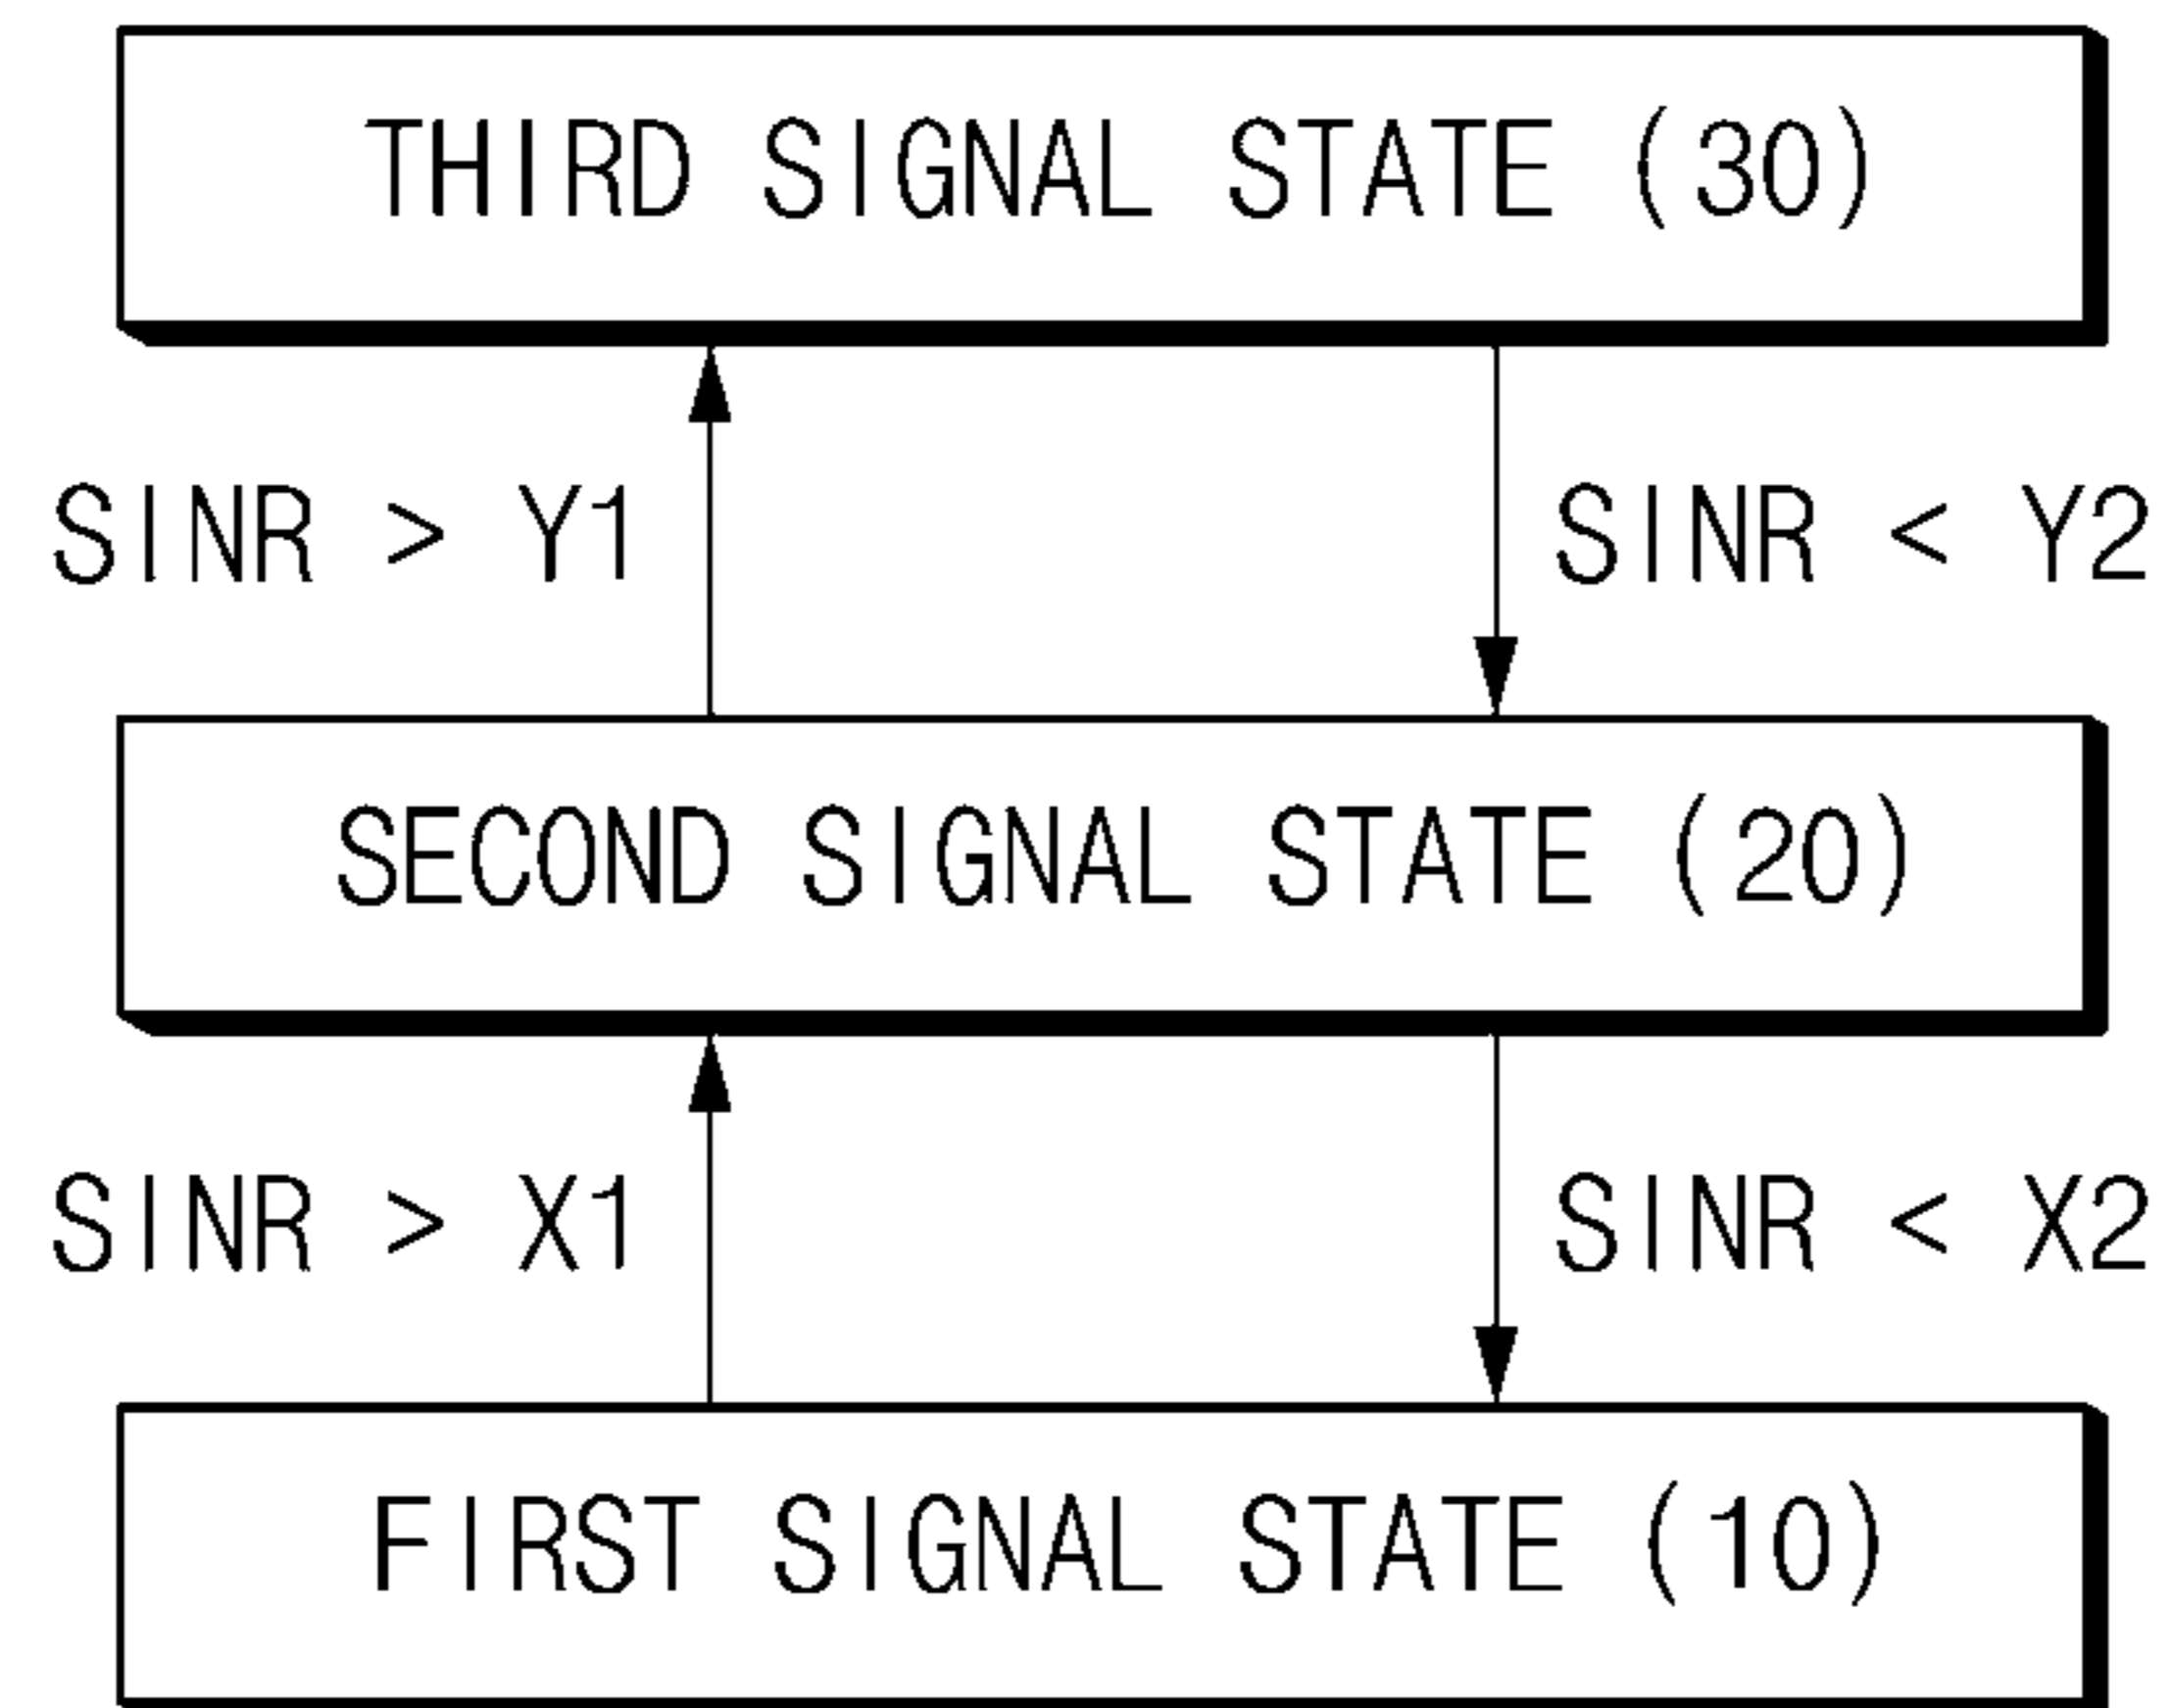 THIRD SIGNAL STATE (30)
SINR > Y1
SINR < Y2
SECOND SIGNAL STATE (20)
SINR > X1
SINR < X2
FIRST SIGNAL STATE (10)